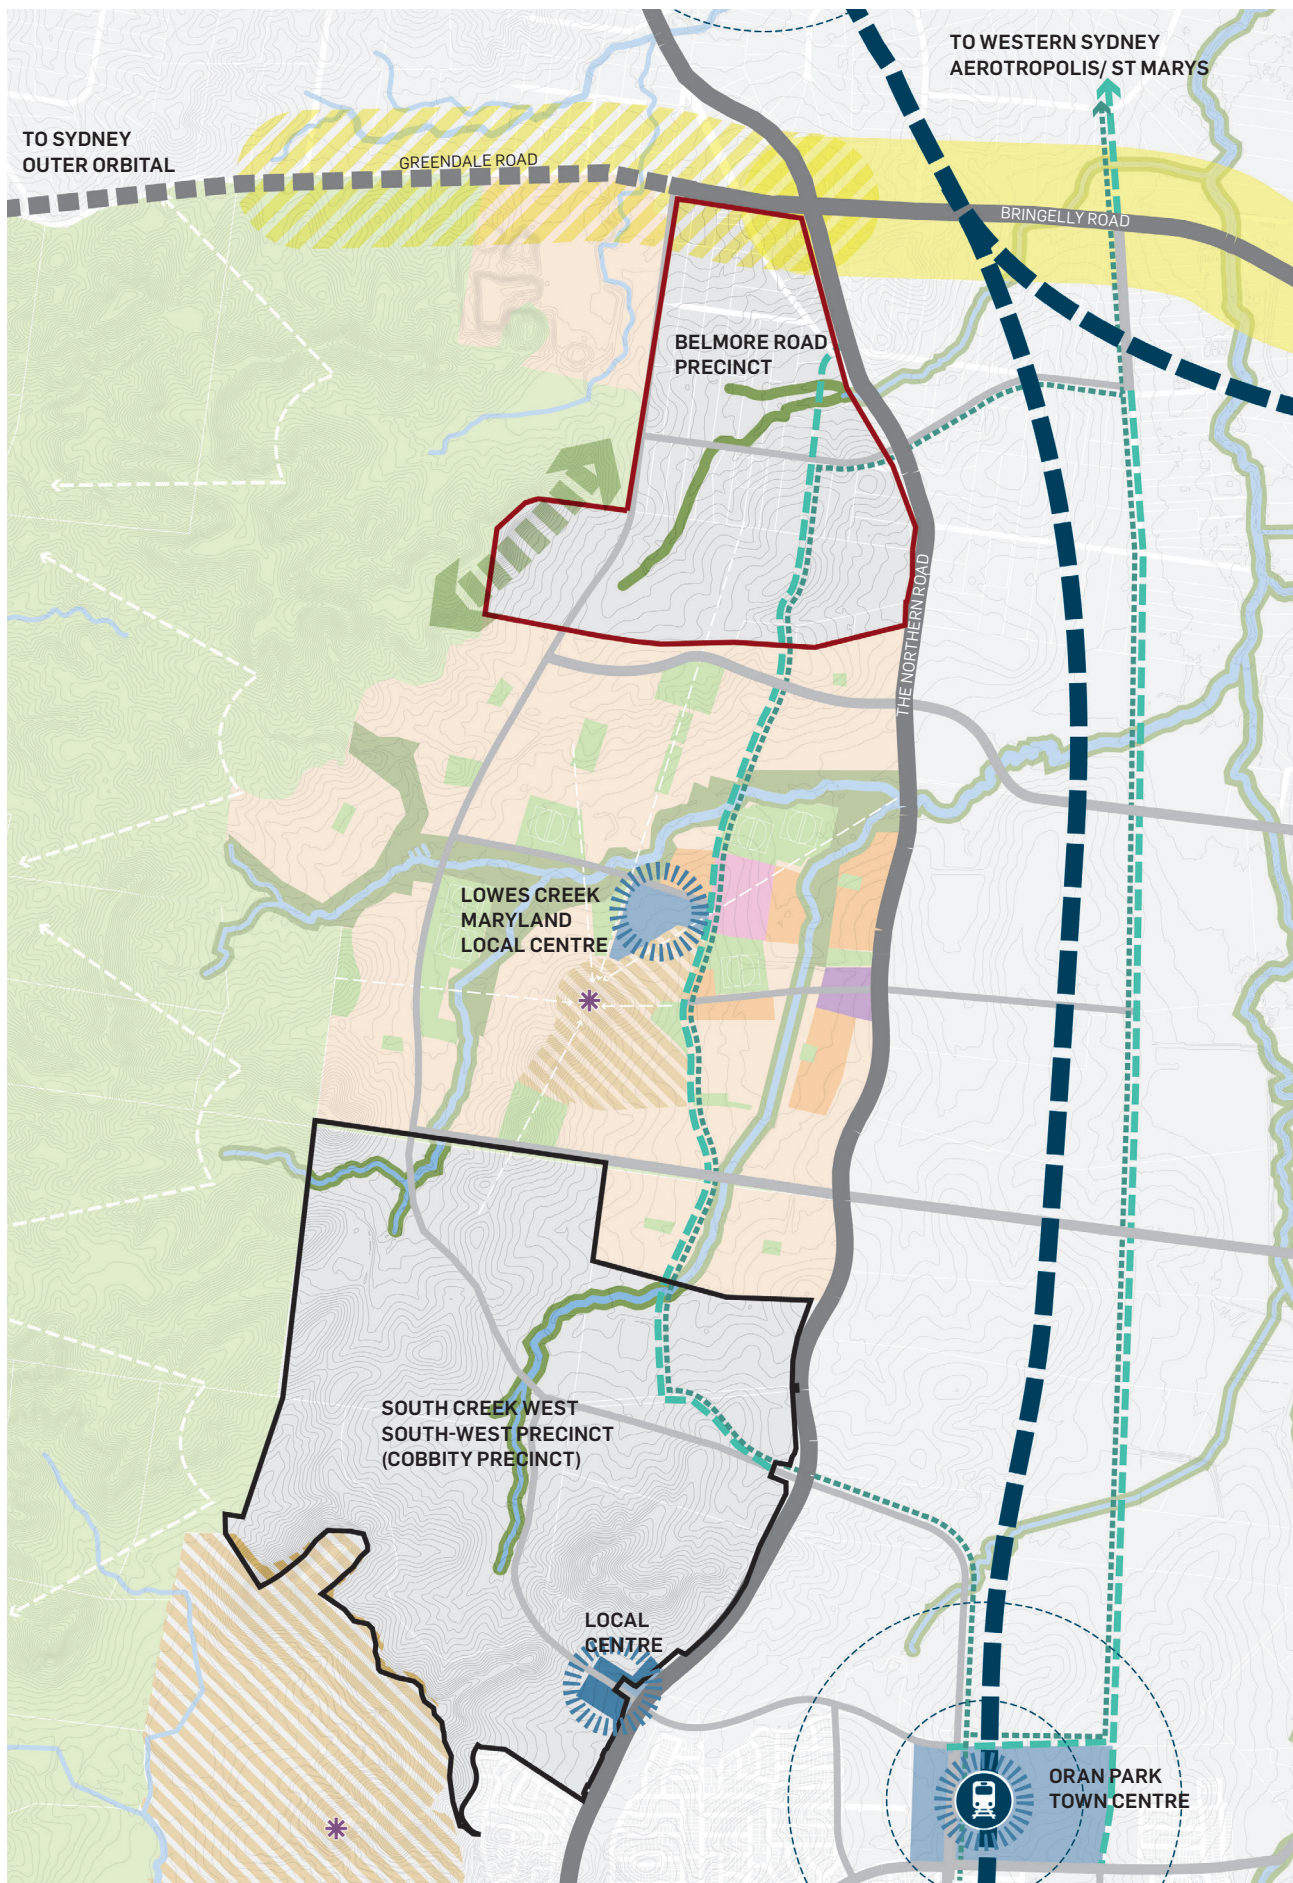 TO WESTERN SYDNEY
AEROTROPOLIS/ ST MARYS
TO SYDNEY
OUTER ORBITAL
GREENDALE ROAD
BRINGELLY ROAD
BELMORE ROAD
PRECINCT
THE NORTHERN ROAD
LOWES CREEK
MARYLAND
LOCAL CENTRE
SOUTH CREEK WEST
SOUTH-WEST PRECINCT
(COBBITY PRECINCT)
LOCAL
CENTRE
ORAN PARK
TOWN CENTRE